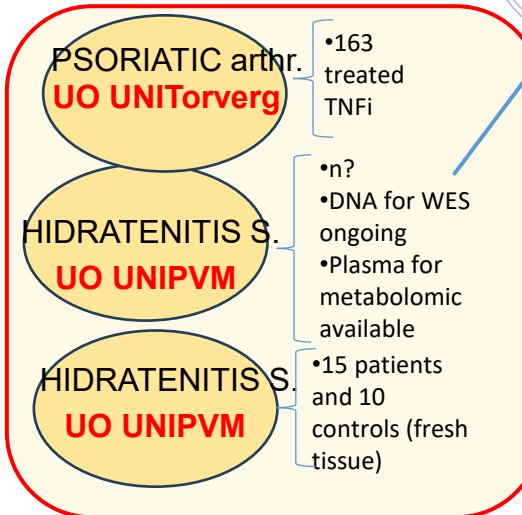 PSORIATIC arthr.
UO UNITorverg
•163
treated
TNFi
HIDRATENITIS S.
UO UNIPVM
•n?
•DNA for WES
ongoing
•Plasma for
metabolomic
available
HIDRATENITIS S.
UO UNIPVM
•15 patients
and 10
controls (fresh
tissue)